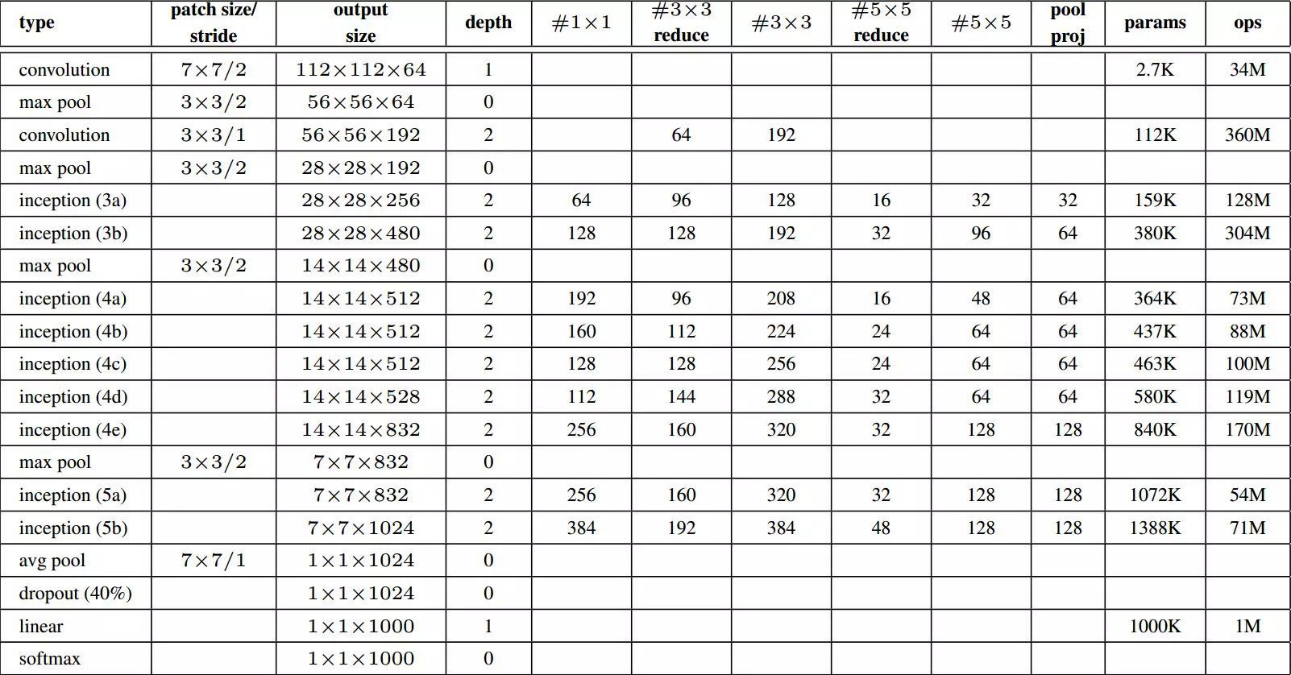 type patch size/ stride output size depth #1×1 #3×3 reduce #3×3 #5×5 reduce #5×5 pool proj params ops
convolution 7×7/2 112×112×64 1 2.7K 34M
max pool 3×3/2 56×56×64 0
convolution 3×3/1 56×56×192 2 64 192 112K 360M
max pool 3×3/2 28×28×192 0
inception (3a) 28×28×256 2 64 96 128 16 32 32 159K 128M
inception (3b) 28×28×480 2 128 128 192 32 96 64 380K 304M
max pool 3×3/2 14×14×480 0
inception (4a) 14×14×512 2 192 96 208 16 48 64 364K 73M
inception (4b) 14×14×512 2 160 112 224 24 64 64 437K 88M
inception (4c) 14×14×512 2 128 128 256 24 64 64 463K 100M
inception (4d) 14×14×528 2 112 144 288 32 64 64 580K 119M
inception (4e) 14×14×832 2 256 160 320 32 128 128 840K 170M
max pool 3×3/2 7×7×832 0
inception (5a) 7×7×832 2 256 160 320 32 128 128 1072K 54M
inception (5b) 7×7×1024 2 384 192 384 48 128 128 1388K 71M
avg pool 7×7/1 1×1×1024 0
dropout (40%) 1×1×1024 0
linear 1×1×1000 1 1000K 1M
softmax 1×1×1000 0